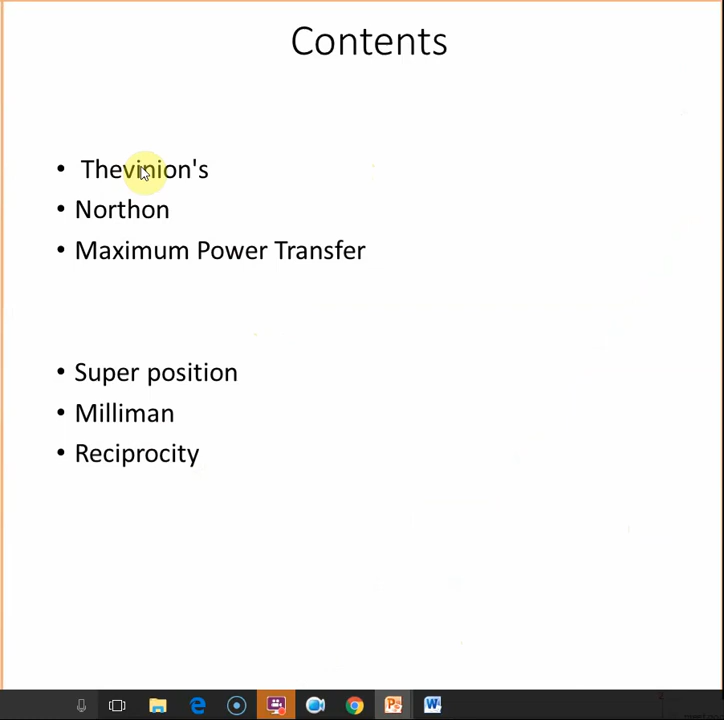 Contents
• Thevinion's
• Northon
• Maximum Power Transfer
• Super position
• Milliman
• Reciprocity